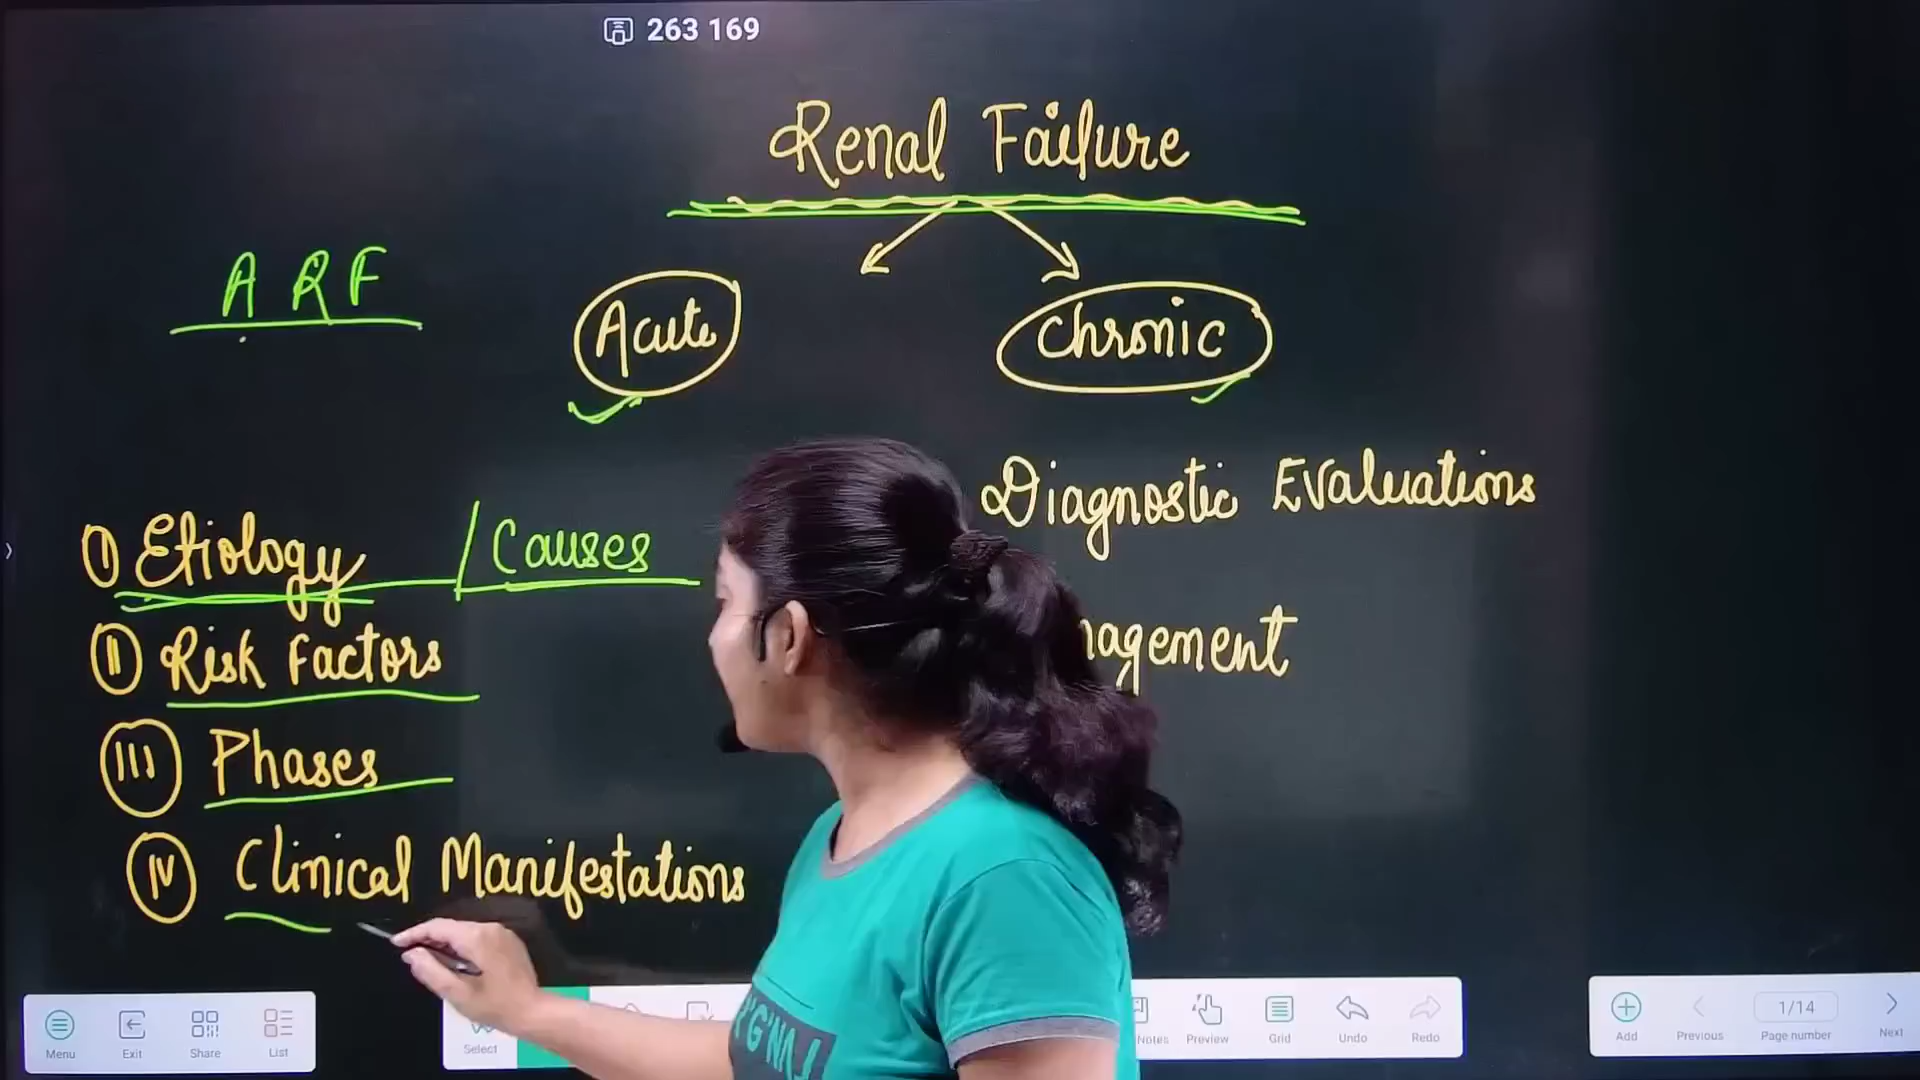 263 169
Renal Failure
ARF
Acute
Chronic
Diagnostic Evaluations
I Etiology / Causes
II Risk Factors
nagement
III Phases
IV Clinical Manifestations
Menu
Exit
Share
List
Select
Notes
Preview
Grid
Undo
Redo
Add
Previous
1/14
Page number
Next